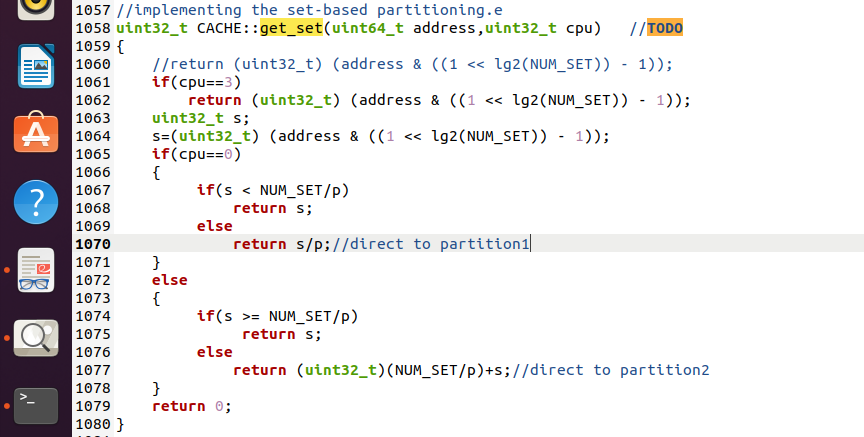 1057 //implementing the set-based partitioning.e
1058 uint32_t CACHE::get_set(uint64_t address,uint32_t cpu)   //TODO
1059 {
1060     //return (uint32_t) (address & ((1 << lg2(NUM_SET)) - 1));
1061     if(cpu==3)
1062         return (uint32_t) (address & ((1 << lg2(NUM_SET)) - 1));
1063     uint32_t s;
1064     s=(uint32_t) (address & ((1 << lg2(NUM_SET)) - 1));
1065     if(cpu==0)
1066     {
1067          if(s < NUM_SET/p)
1068              return s;
1069          else
1070              return s/p;//direct to partition1
1071     }
1072     else
1073     {
1074          if(s >= NUM_SET/p)
1075               return s;
1076          else
1077              return (uint32_t)(NUM_SET/p)+s;//direct to partition2
1078     }
1079     return 0;
1080 }